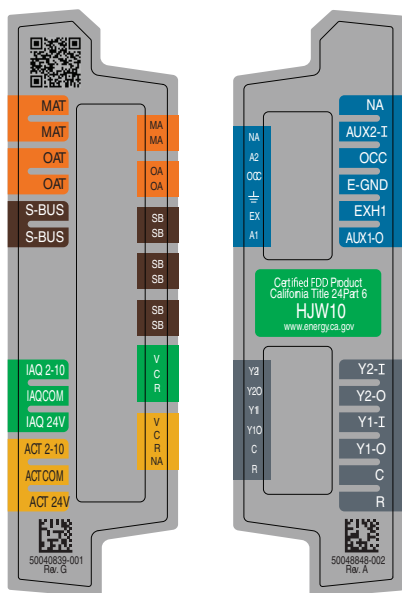 MAT
MAT
OAT
OAT
S-BUS
S-BUS
IAQ 2-10
IAQCOM
IAQ 24V
ACT 2-10
ACTCOM
ACT 24V
50040839-001
Rev. G
MA
MA
OA
OA
SB
SB
SB
SB
SB
SB
V
C
R
V
C
R
NA
NA
A2
OCC
EX
A1
Y2I
Y2O
Y1I
Y1O
C
R
Certified FDD Product
California Title 24Part 6
HJW10
www.energy.ca.gov
NA
AUX2-I
OCC
E-GND
EXH1
AUX1-O
Y2-I
Y2-O
Y1-I
Y1-O
C
R
50048848-002
Rev. A